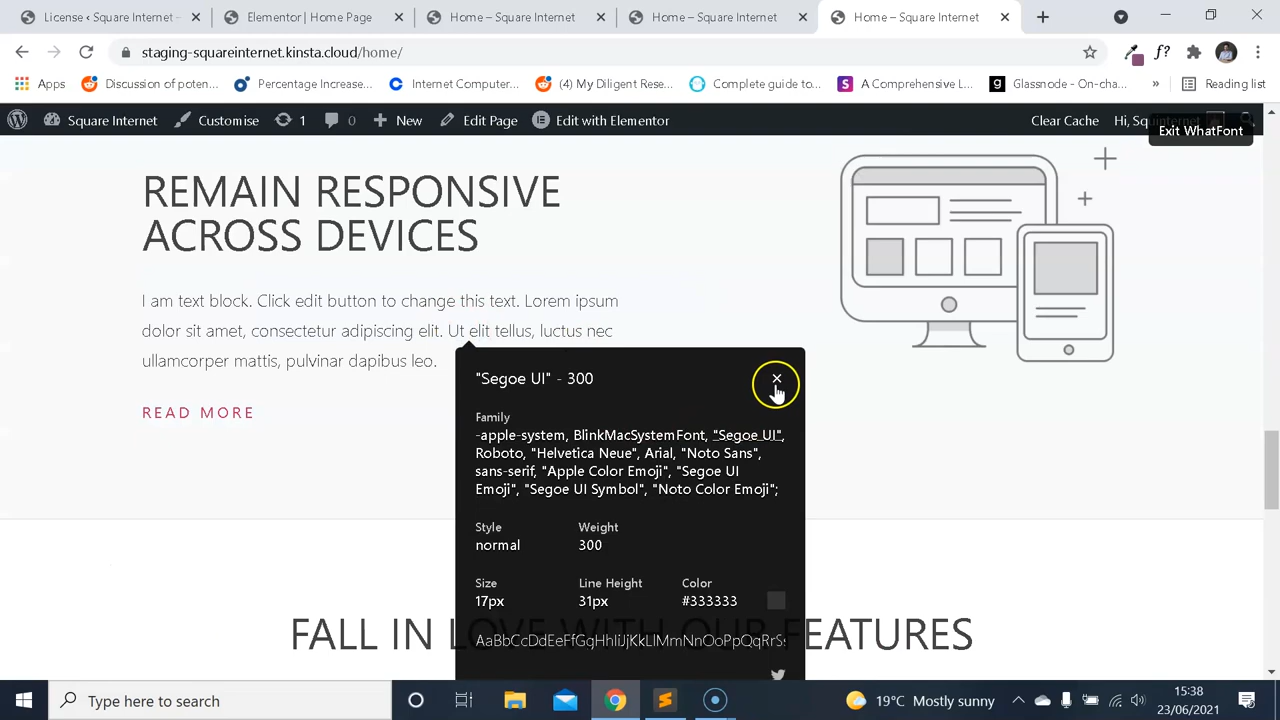 License ‹ Square Internet -
Elementor | Home Page
Home – Square Internet
Home – Square Internet
Home – Square Internet
staging-squareinternet.kinsta.cloud/home/
f?
Apps
Discussion of poten...
Percentage Increase...
Internet Computer...
(4) My Diligent Rese...
Complete guide to...
A Comprehensive L...
Glassnode - On-cha...
»
Reading list
Square Internet
Customise
1
0
New
Edit Page
Edit with Elementor
Clear Cache
Exit WhatFont
REMAIN RESPONSIVE
ACROSS DEVICES
I am text block. Click edit button to change this text. Lorem ipsum
dolor sit amet, consectetur adipiscing elit. Ut elit tellus, luctus nec
ullamcorper mattis, pulvinar dapibus leo.
READ MORE
"Segoe UI" - 300
Family
-apple-system, BlinkMacSystemFont, "Segoe UI",
Roboto, "Helvetica Neue", Arial, "Noto Sans",
sans-serif, "Apple Color Emoji", "Segoe UI
Emoji", "Segoe UI Symbol", "Noto Color Emoji";
Style
normal
Weight
300
Size
17px
Line Height
31px
Color
#333333
FALL IN LOVE WITH OUR FEATURES
AaBbCcDdEeFfGgHhIiJjKkLlMmNnOoPpQqRrSs
Type here to search
19°C Mostly sunny
15:38
23/06/2021